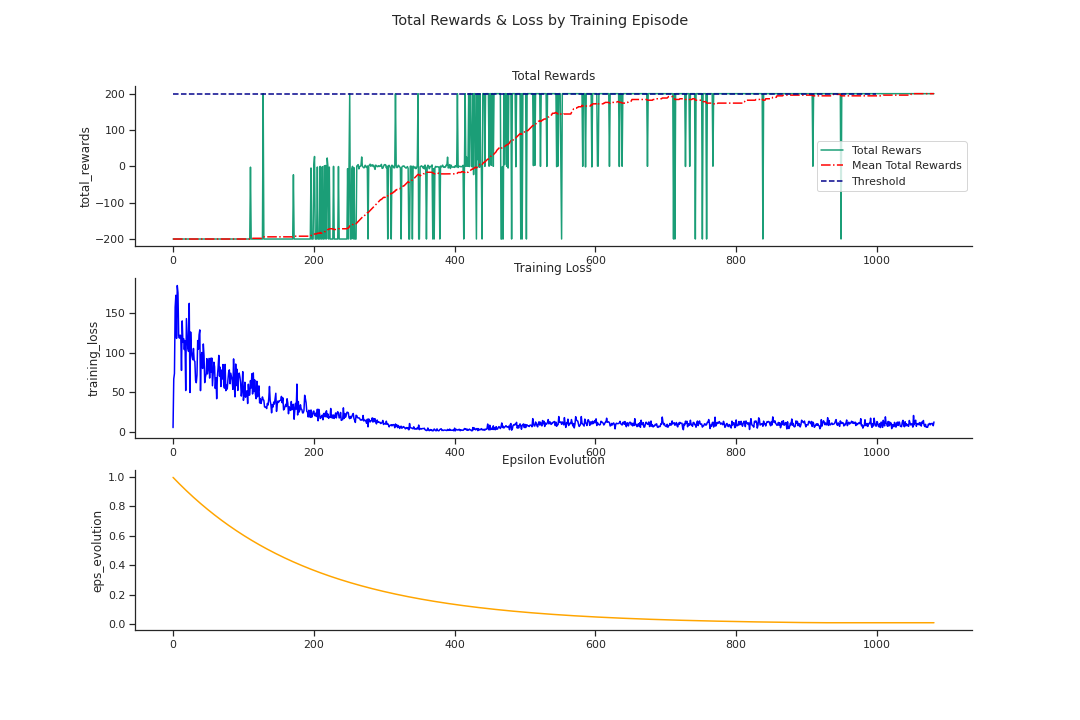 Total Rewards & Loss by Training Episode
Total Rewards
total_rewards
200
100
0
−100
−200
Total Rewars
Mean Total Rewards
Threshold
0 200 400 600 800 1000
Training Loss
training_loss
150
100
50
0
0 200 400 600 800 1000
Epsilon Evolution
eps_evolution
1.0
0.8
0.6
0.4
0.2
0.0
0 200 400 600 800 1000